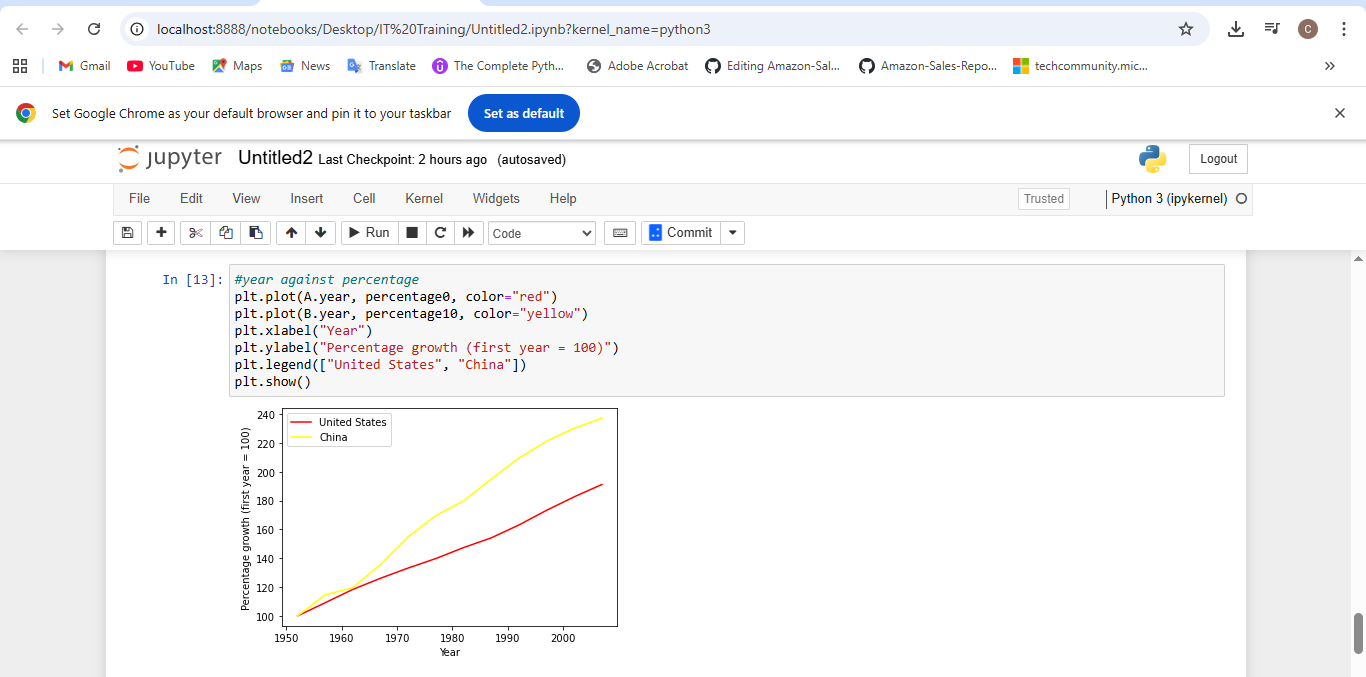 localhost:8888/notebooks/Desktop/IT%20Training/Untitled2.ipynb?kernel_name=python3
C
Gmail YouTube Maps News Translate The Complete Pyth... Adobe Acrobat Editing Amazon-Sal... Amazon-Sales-Repo... techcommunity.mic...
Set Google Chrome as your default browser and pin it to your taskbar Set as default
jupyter Untitled2 Last Checkpoint: 2 hours ago (autosaved) Logout
File Edit View Insert Cell Kernel Widgets Help Trusted Python 3 (ipykernel)
Run Code Commit
In [13]: #year against percentage
plt.plot(A.year, percentage0, color="red")
plt.plot(B.year, percentage10, color="yellow")
plt.xlabel("Year")
plt.ylabel("Percentage growth (first year = 100)")
plt.legend(["United States", "China"])
plt.show()
United States
China
Percentage growth (first year = 100)
240
220
200
180
160
140
120
100
1950 1960 1970 1980 1990 2000
Year